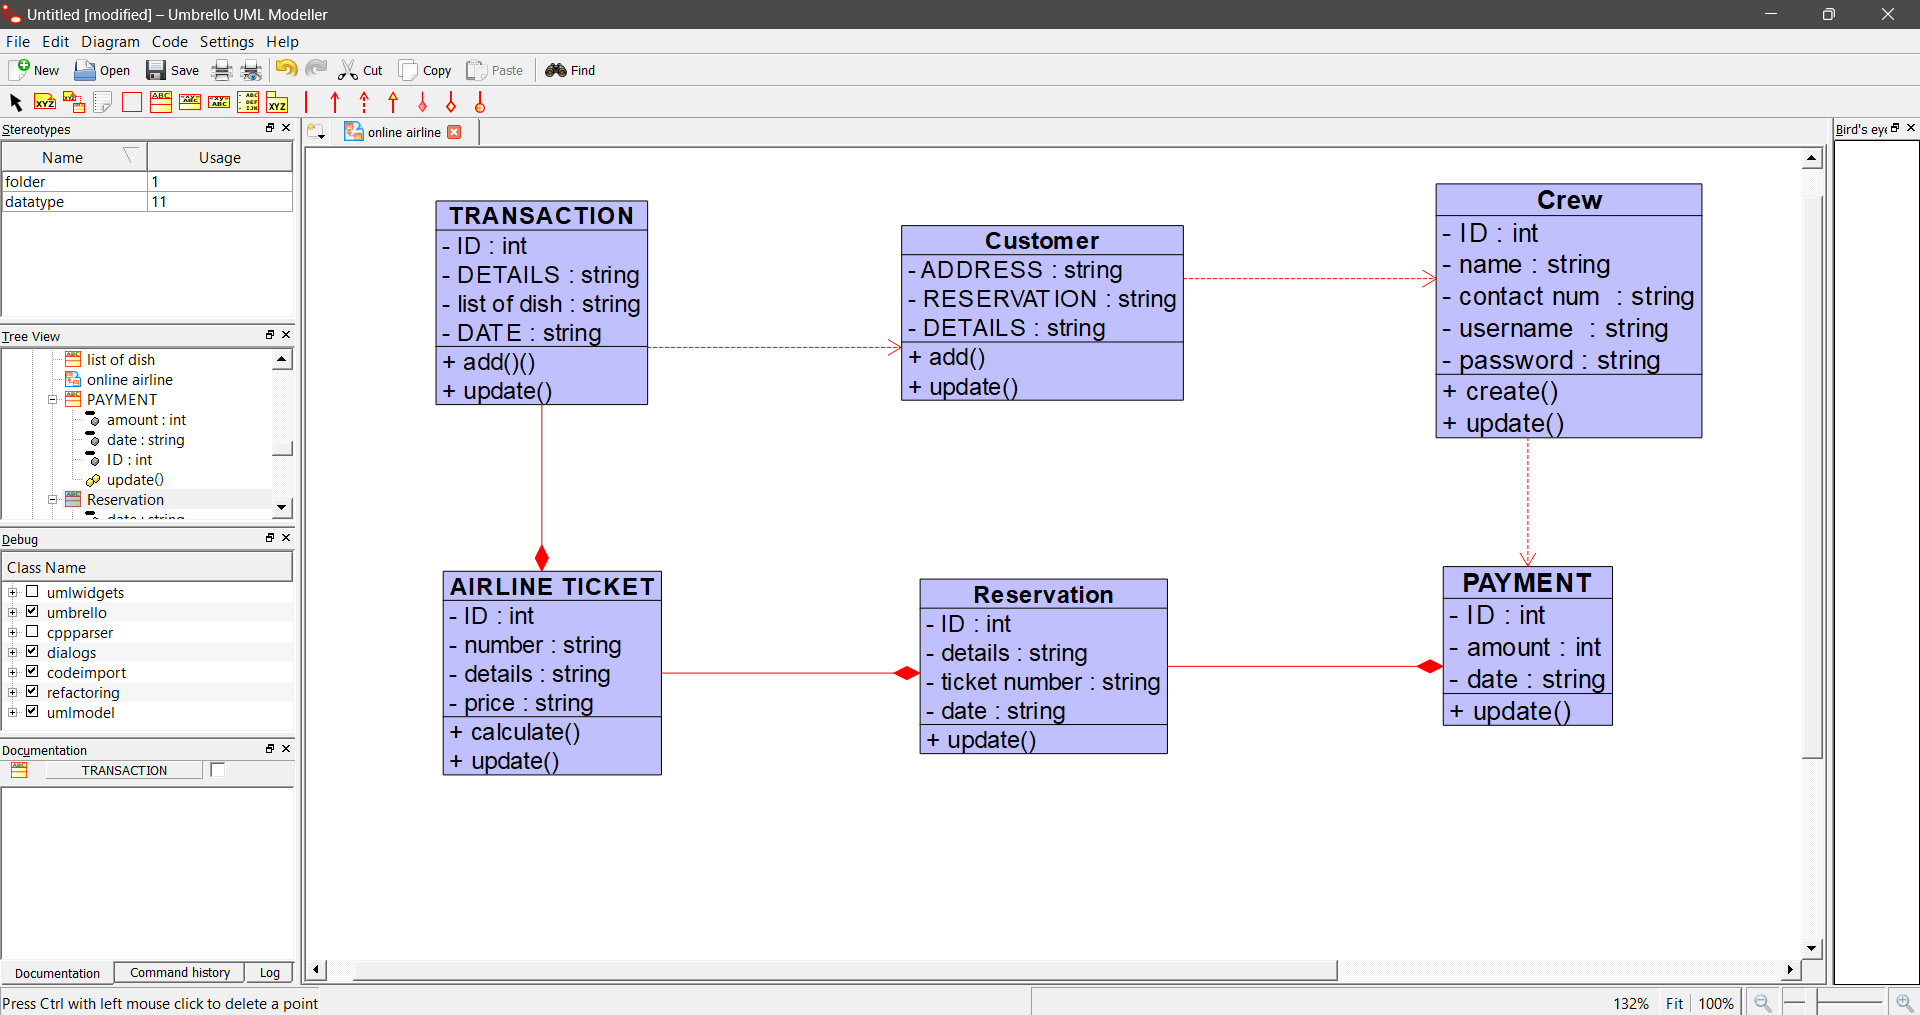 Untitled [modified] – Umbrello UML Modeller
File Edit Diagram Code Settings Help
New Open Save Cut Copy Paste Find
Stereotypes
Name Usage
folder 1
datatype 11
Tree View
list of dish
online airline
PAYMENT
amount : int
date : string
ID : int
update()
Reservation
date : string
Debug
Class Name
umlwidgets
umbrello
cppparser
dialogs
codeimport
refactoring
umlmodel
Documentation
TRANSACTION
Documentation Command history Log
Press Ctrl with left mouse click to delete a point
online airline
TRANSACTION
- ID : int
- DETAILS : string
- list of dish : string
- DATE : string
+ add()()
+ update()
Customer
- ADDRESS : string
- RESERVATION : string
- DETAILS : string
+ add()
+ update()
Crew
- ID : int
- name : string
- contact num : string
- username : string
- password : string
+ create()
+ update()
AIRLINE TICKET
- ID : int
- number : string
- details : string
- price : string
+ calculate()
+ update()
Reservation
- ID : int
- details : string
- ticket number : string
- date : string
+ update()
PAYMENT
- ID : int
- amount : int
- date : string
+ update()
Bird's eye
132% Fit 100%